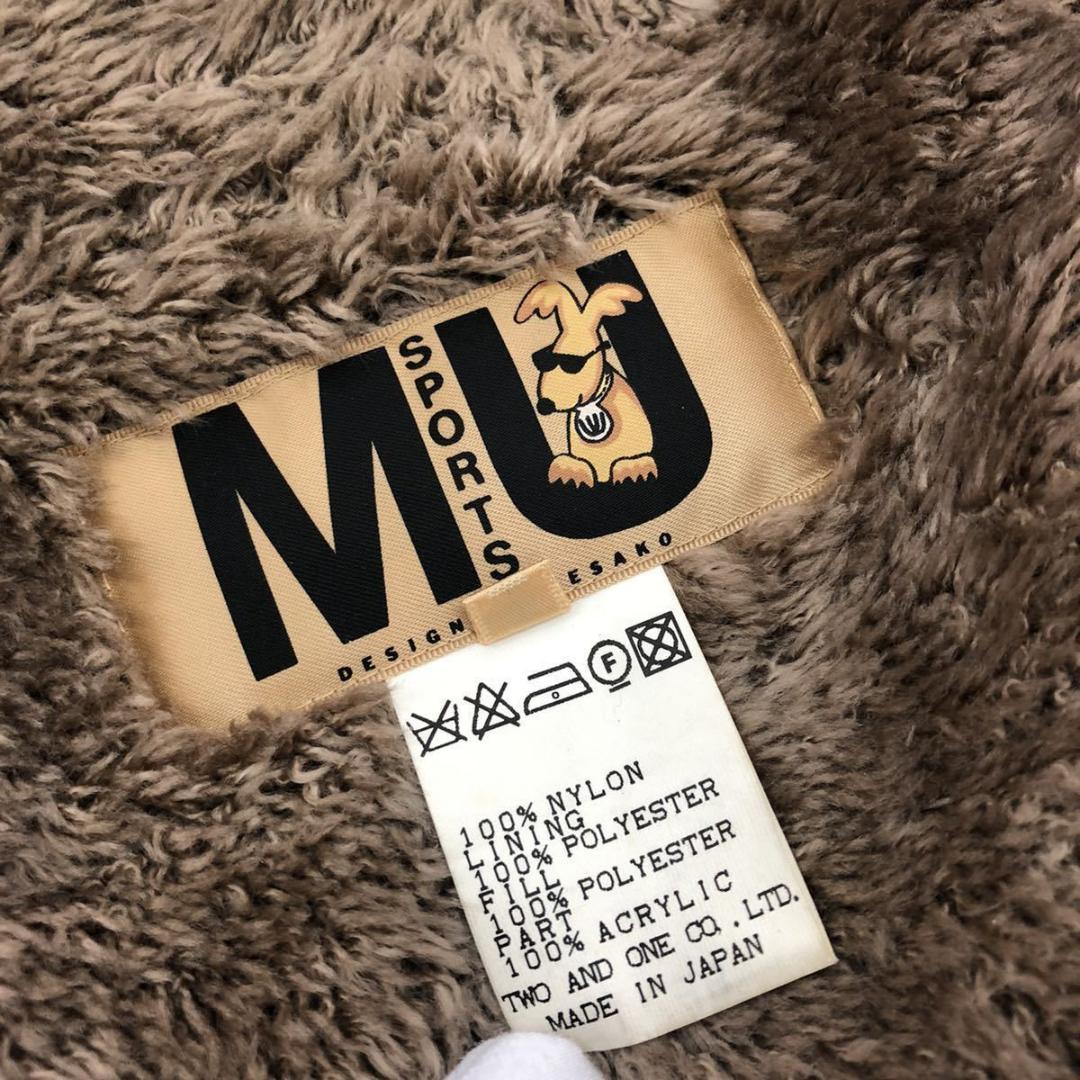 MU
SPORTS
DESIGN ESAKO
F
100% NYLON
LINING
100% POLYESTER
FILL
100% POLYESTER
PART
100% ACRYLIC
TWO AND ONE CO.,LTD.
MADE IN JAPAN